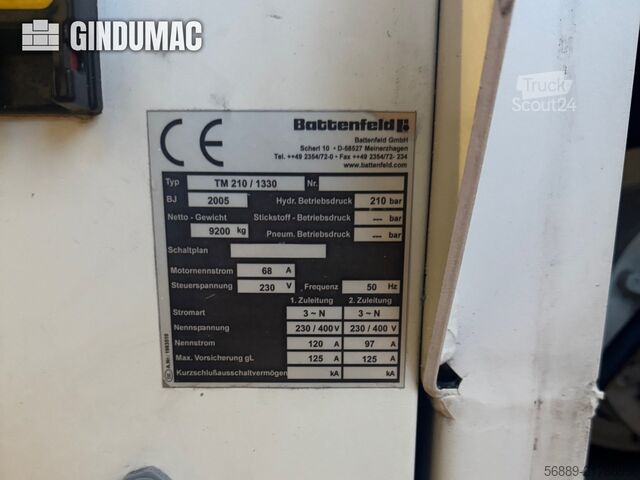 GINDUMAC
Truck
Scout24
CE Battenfeld
Battenfeld GmbH
Scherl 10 • D-58527 Meinerzhagen
Tel. ++49 2354/72-0 • Fax ++49 2354/72- 234
www.battenfeld.com
Typ TM 210 / 1330 Nr.
BJ 2005 Hydr. Betriebsdruck 210 bar
Netto - Gewicht 9200 kg Stickstoff - Betriebsdruck --- bar
Pneum. Betriebsdruck --- bar
Schaltplan
Motornennstrom 68 A
Steuerspannung 230 V Frequenz 50 Hz
1. Zuleitung 2. Zuleitung
Stromart 3 ~ N 3 ~ N
Nennspannung 230 / 400 V 230 / 400 V
Nennstrom 120 A 97 A
Max. Vorsicherung gL 125 A 125 A
Kurzschlußausschaltvermögen kA kA